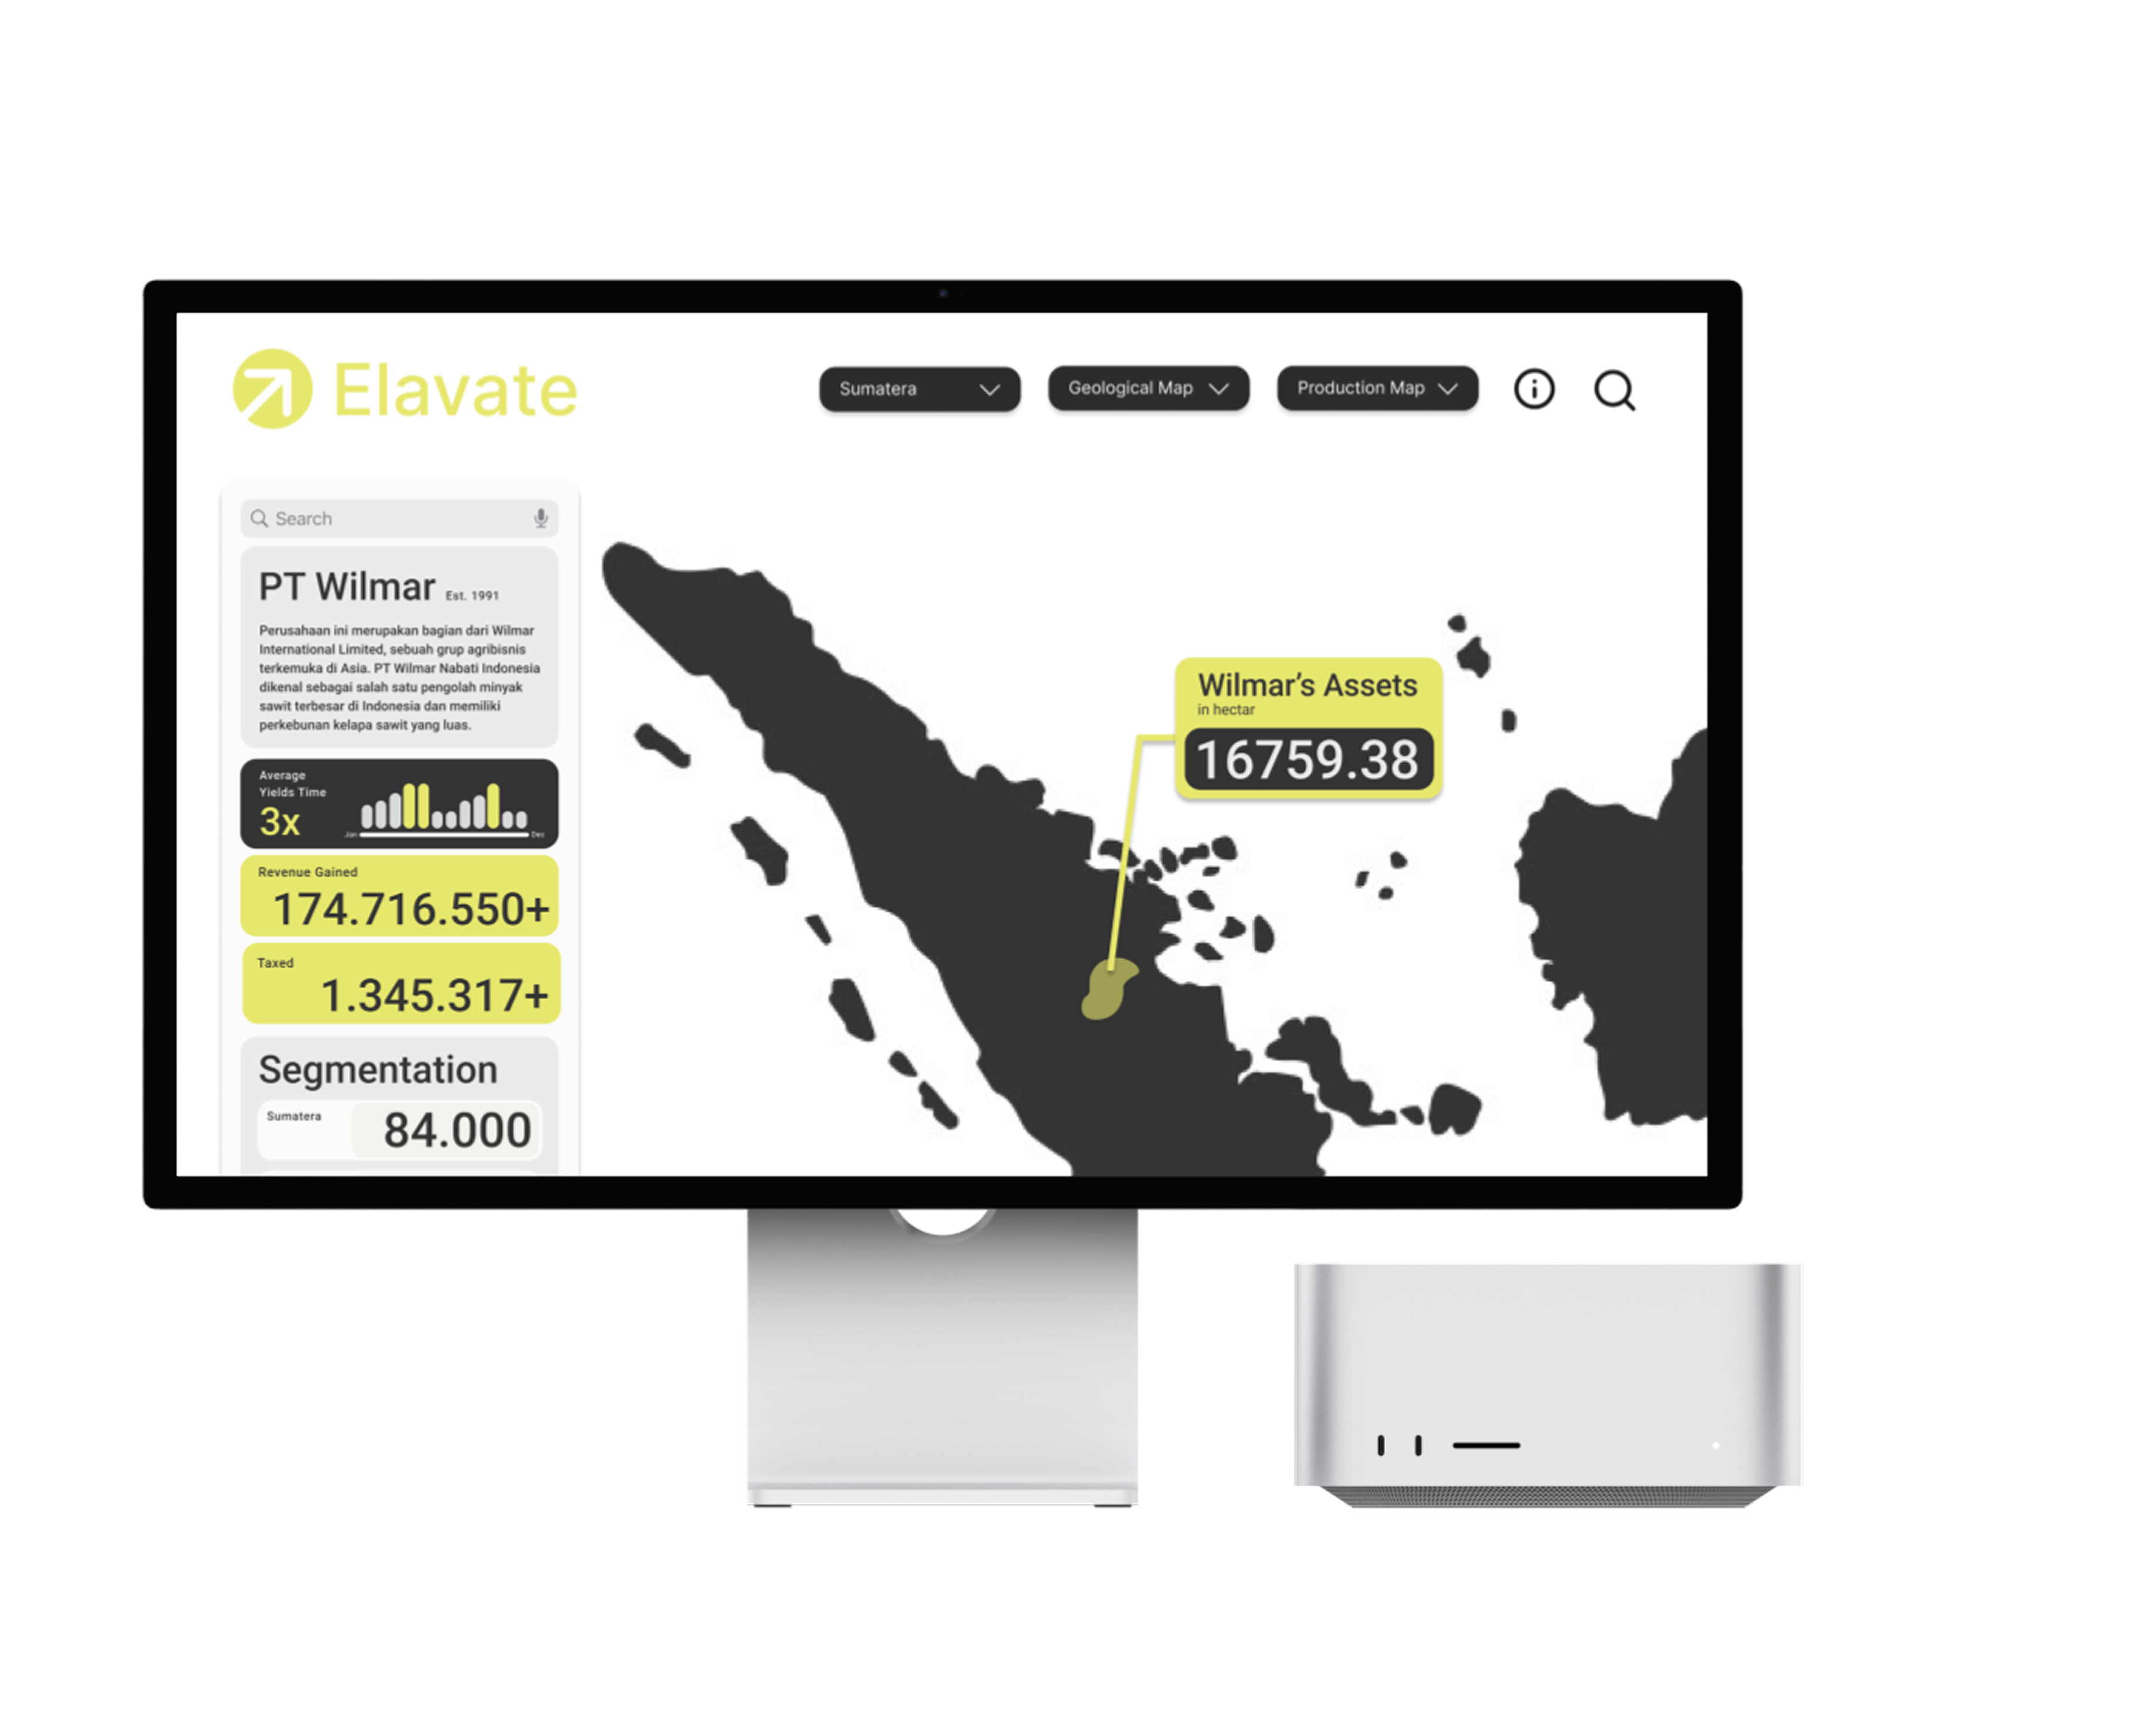 Elavate
Sumatera
Geological Map
Production Map
Search
PT Wilmar Est. 1991
Perusahaan ini merupakan bagian dari Wilmar
International Limited, sebuah grup agribisnis
terkemuka di Asia. PT Wilmar Nabati Indonesia
dikenal sebagai salah satu pengolah minyak
sawit terbesar di Indonesia dan memiliki
perkebunan kelapa sawit yang luas.
Average
Yields Time
3x
Jan
Dec
Revenue Gained
174.716.550+
Taxed
1.345.317+
Segmentation
Sumatera
84.000
Wilmar’s Assets
in hectar
16759.38